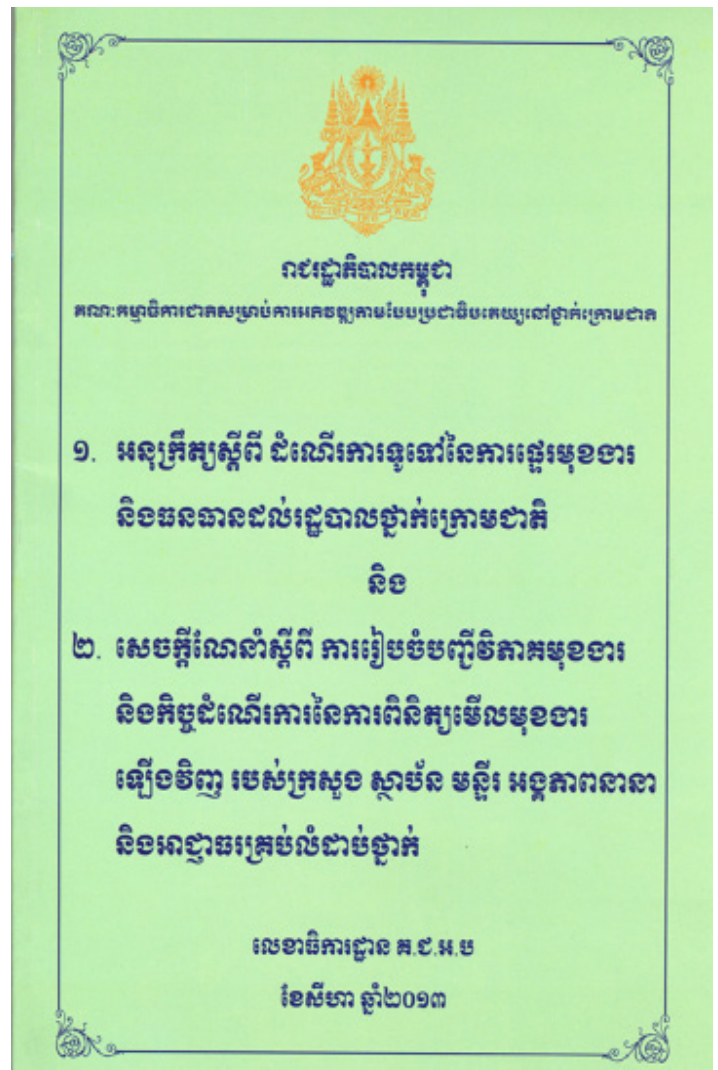 រាជរដ្ឋាភិបាលកម្ពុជា
គណៈកម្មាធិការជាតិសម្រាប់ការអភិវឌ្ឍតាមបែបប្រជាធិបតេយ្យនៅថ្នាក់ក្រោមជាតិ
១. អនុក្រឹត្យស្តីពី ដំណើរការទូទៅនៃការផ្ទេរមុខងារ
និងធនធានដល់រដ្ឋបាលថ្នាក់ក្រោមជាតិ
និង
២. សេចក្តីណែនាំស្តីពី ការរៀបចំបញ្ជីវិភាគមុខងារ
និងកិច្ចដំណើរការនៃការពិនិត្យមើលមុខងារ
ឡើងវិញ របស់ក្រសួង ស្ថាប័ន មន្ទីរ អង្គភាពនានា
និងអាជ្ញាធរគ្រប់លំដាប់ថ្នាក់
លេខាធិការដ្ឋាន គ.ជ.អ.ប
ខែសីហា ឆ្នាំ២០១៣